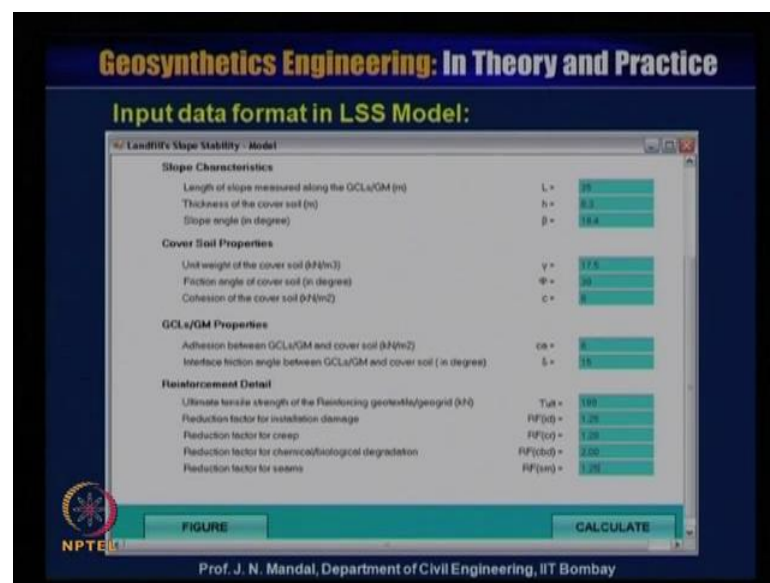 Geosynthetics Engineering: In Theory and Practice
Input data format in LSS Model:
Landfill's Slope Stability - Model
Slope Characteristics
Length of slope measured along the GCLs/GM (m) L =
Thickness of the cover soil (m) h =
Slope angle (in degree) β = 18.4
Cover Soil Properties
Unit weight of the cover soil (kN/m3) γ = 17.5
Friction angle of cover soil (in degree) Φ =
Cohesion of the cover soil (kN/m2) c =
GCLs/GM Properties
Adhesion between GCLs/GM and cover soil (kN/m2) ca =
Interface friction angle between GCLs/GM and cover soil ( in degree) δ = 15
Reinforcement Detail
Ultimate tensile strength of the Reinforcing geotextile/geogrid (kN) Tult =
Reduction factor for installation damage RF(id) = 1.25
Reduction factor for creep RF(cr) = 1.25
Reduction factor for chemical/biological degradation RF(cbd) = 2.00
Reduction factor for seams RF(sm) = 1.25
FIGURE CALCULATE
NPTEL
Prof. J. N. Mandal, Department of Civil Engineering, IIT Bombay